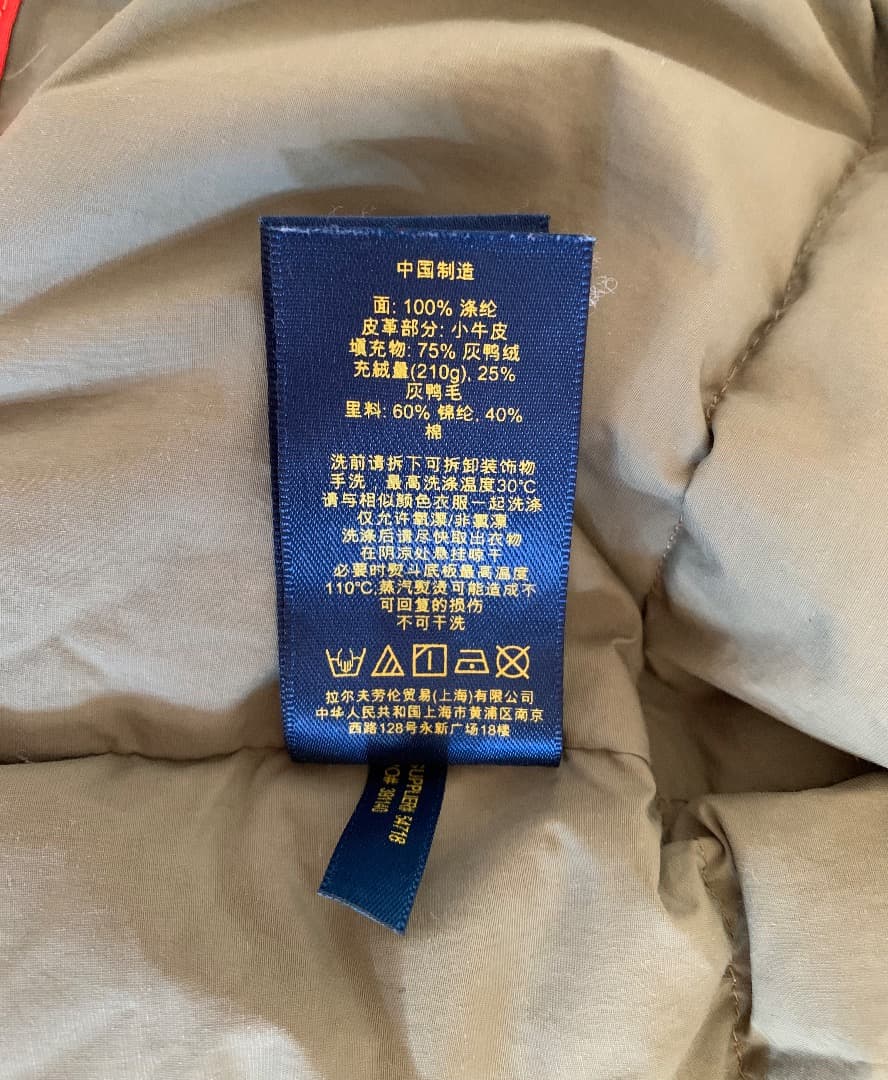 中国制造
面: 100% 涤纶
皮革部分: 小牛皮
填充物: 75% 灰鸭绒
充絨量(210g), 25%
灰鸭毛
里料: 60% 锦纶, 40%
棉
洗前请拆下可拆卸装饰物
手洗，最高洗涤温度30°C
请与相似颜色衣服一起洗涤
仅允许氧漂/非氯漂
洗涤后请尽快取出衣物
在阴凉处悬挂晾干
必要时熨斗底板最高温度
110°C,蒸汽熨烫可能造成不
可回复的损伤
不可干洗
拉尔夫劳伦贸易(上海)有限公司
中华人民共和国上海市黄浦区南京
西路128号永新广场18樓
SUPPLIER# 54718
391140